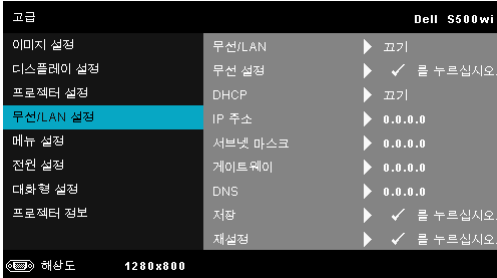 고급 Dell S500wi
이미지 설정 무선/LAN 끄기
디스플레이 설정 무선 설정 ✓ 를 누르십시오.
프로젝터 설정 DHCP 끄기
무선/LAN 설정 IP 주소 0.0.0.0
메뉴 설정 서브넷 마스크 0.0.0.0
전원 설정 게이트웨이 0.0.0.0
대화형 설정 DNS 0.0.0.0
프로젝터 정보 저장 ✓ 를 누르십시오.
재설정 ✓ 를 누르십시오.
해상도 1280x800